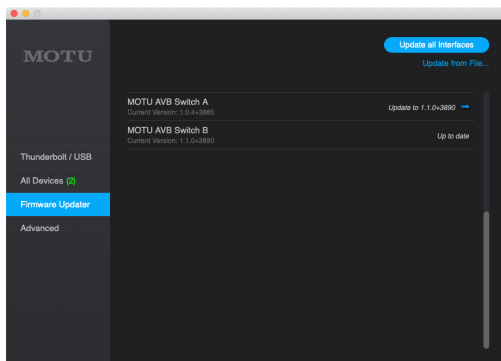 MOTU
Update all Interfaces
Update from File...
MOTU AVB Switch A
Current Version: 1.0.4+3885
Update to 1.1.0+3890 →
MOTU AVB Switch B
Current Version: 1.1.0+3890
Up to date
Thunderbolt / USB
All Devices (2)
Firmware Updater
Advanced